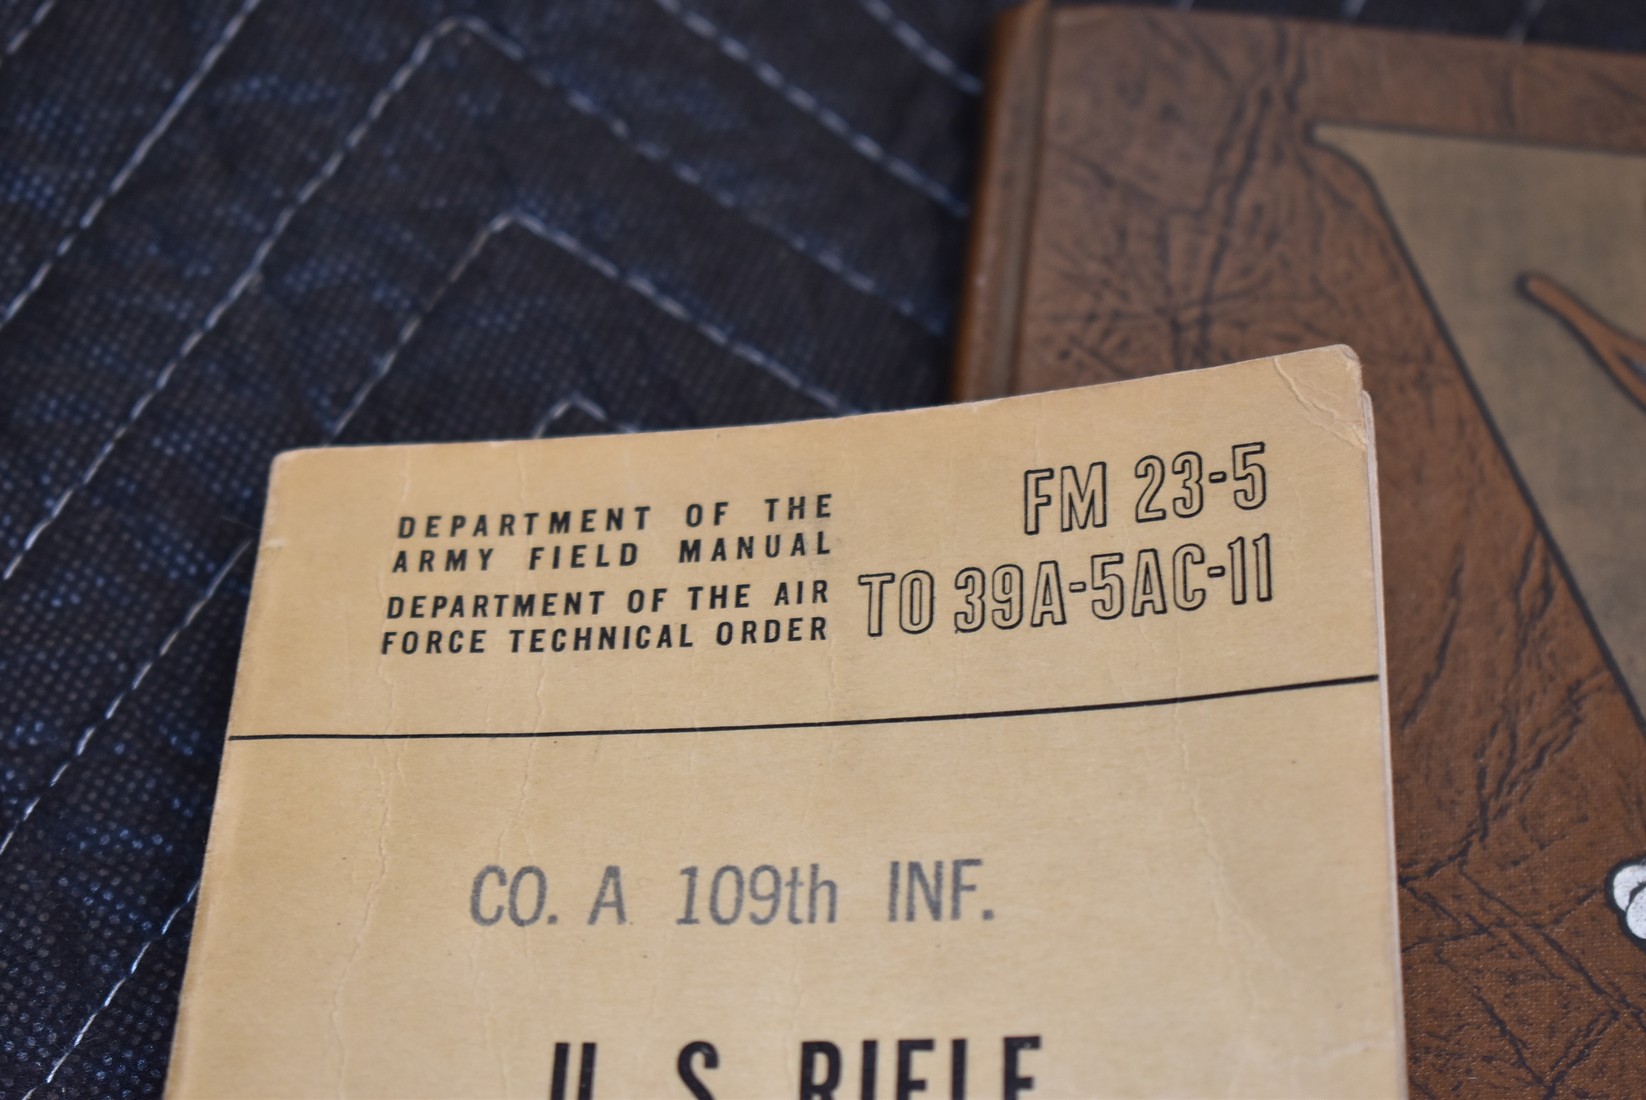 DEPARTMENT OF THE
ARMY FIELD MANUAL
DEPARTMENT OF THE AIR
FORCE TECHNICAL ORDER
FM 23-5
TO 39A-5AC-11
CO. A 109th INF.
U. S. RIFLE